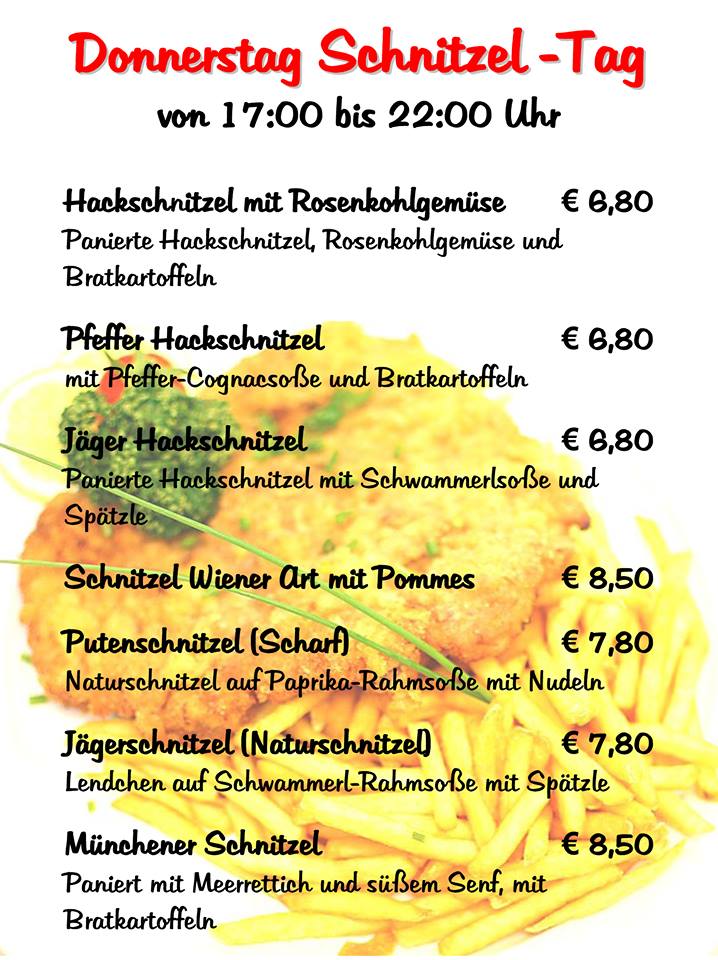 Donnerstag Schnitzel -Tag
von 17:00 bis 22:00 Uhr
Hackschnitzel mit Rosenkohlgemüse € 6,80
Panierte Hackschnitzel, Rosenkohlgemüse und
Bratkartoffeln
Pfeffer Hackschnitzel € 6,80
mit Pfeffer-Cognacsoße und Bratkartoffeln
Jäger Hackschnitzel € 6,80
Panierte Hackschnitzel mit Schwammerlsoße und
Spätzle
Schnitzel Wiener Art mit Pommes € 8,50
Putenschnitzel (Scharf) € 7,80
Naturschnitzel auf Paprika-Rahmsoße mit Nudeln
Jägerschnitzel (Naturschnitzel) € 7,80
Lendchen auf Schwammerl-Rahmsoße mit Spätzle
Münchener Schnitzel € 8,50
Paniert mit Meerrettich und süßem Senf, mit
Bratkartoffeln